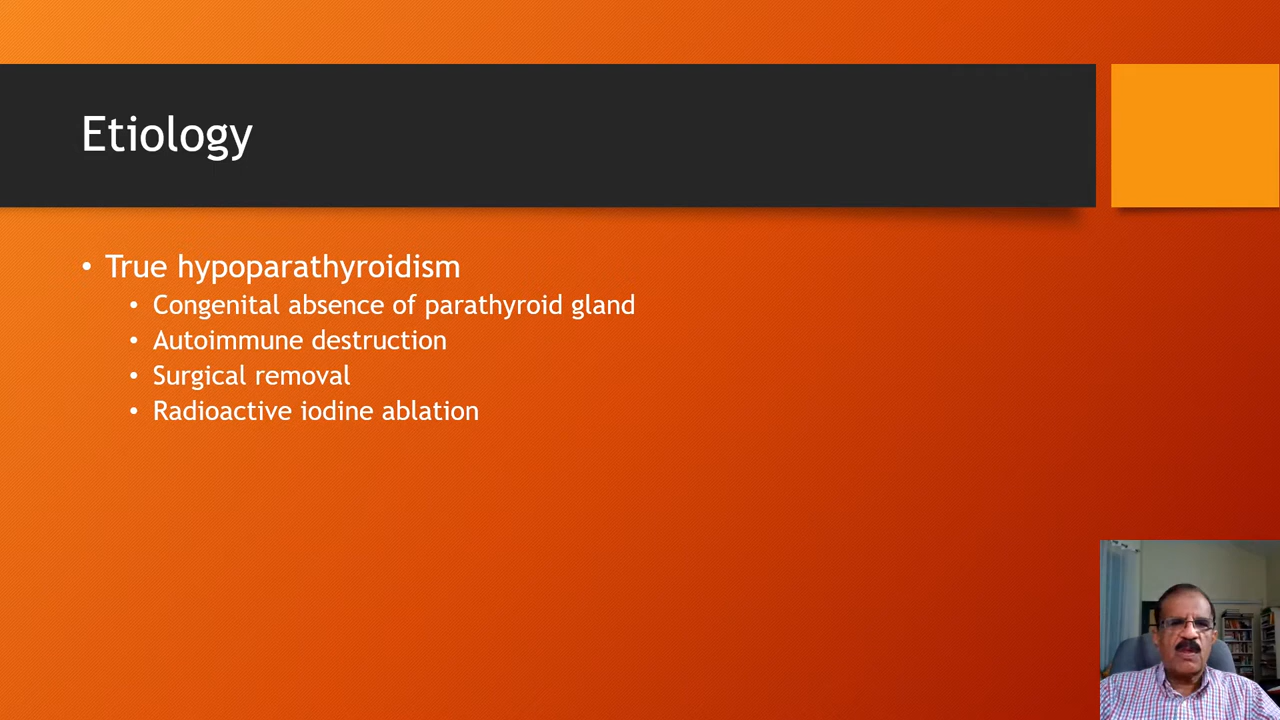 Etiology
• True hypoparathyroidism
• Congenital absence of parathyroid gland
• Autoimmune destruction
• Surgical removal
• Radioactive iodine ablation